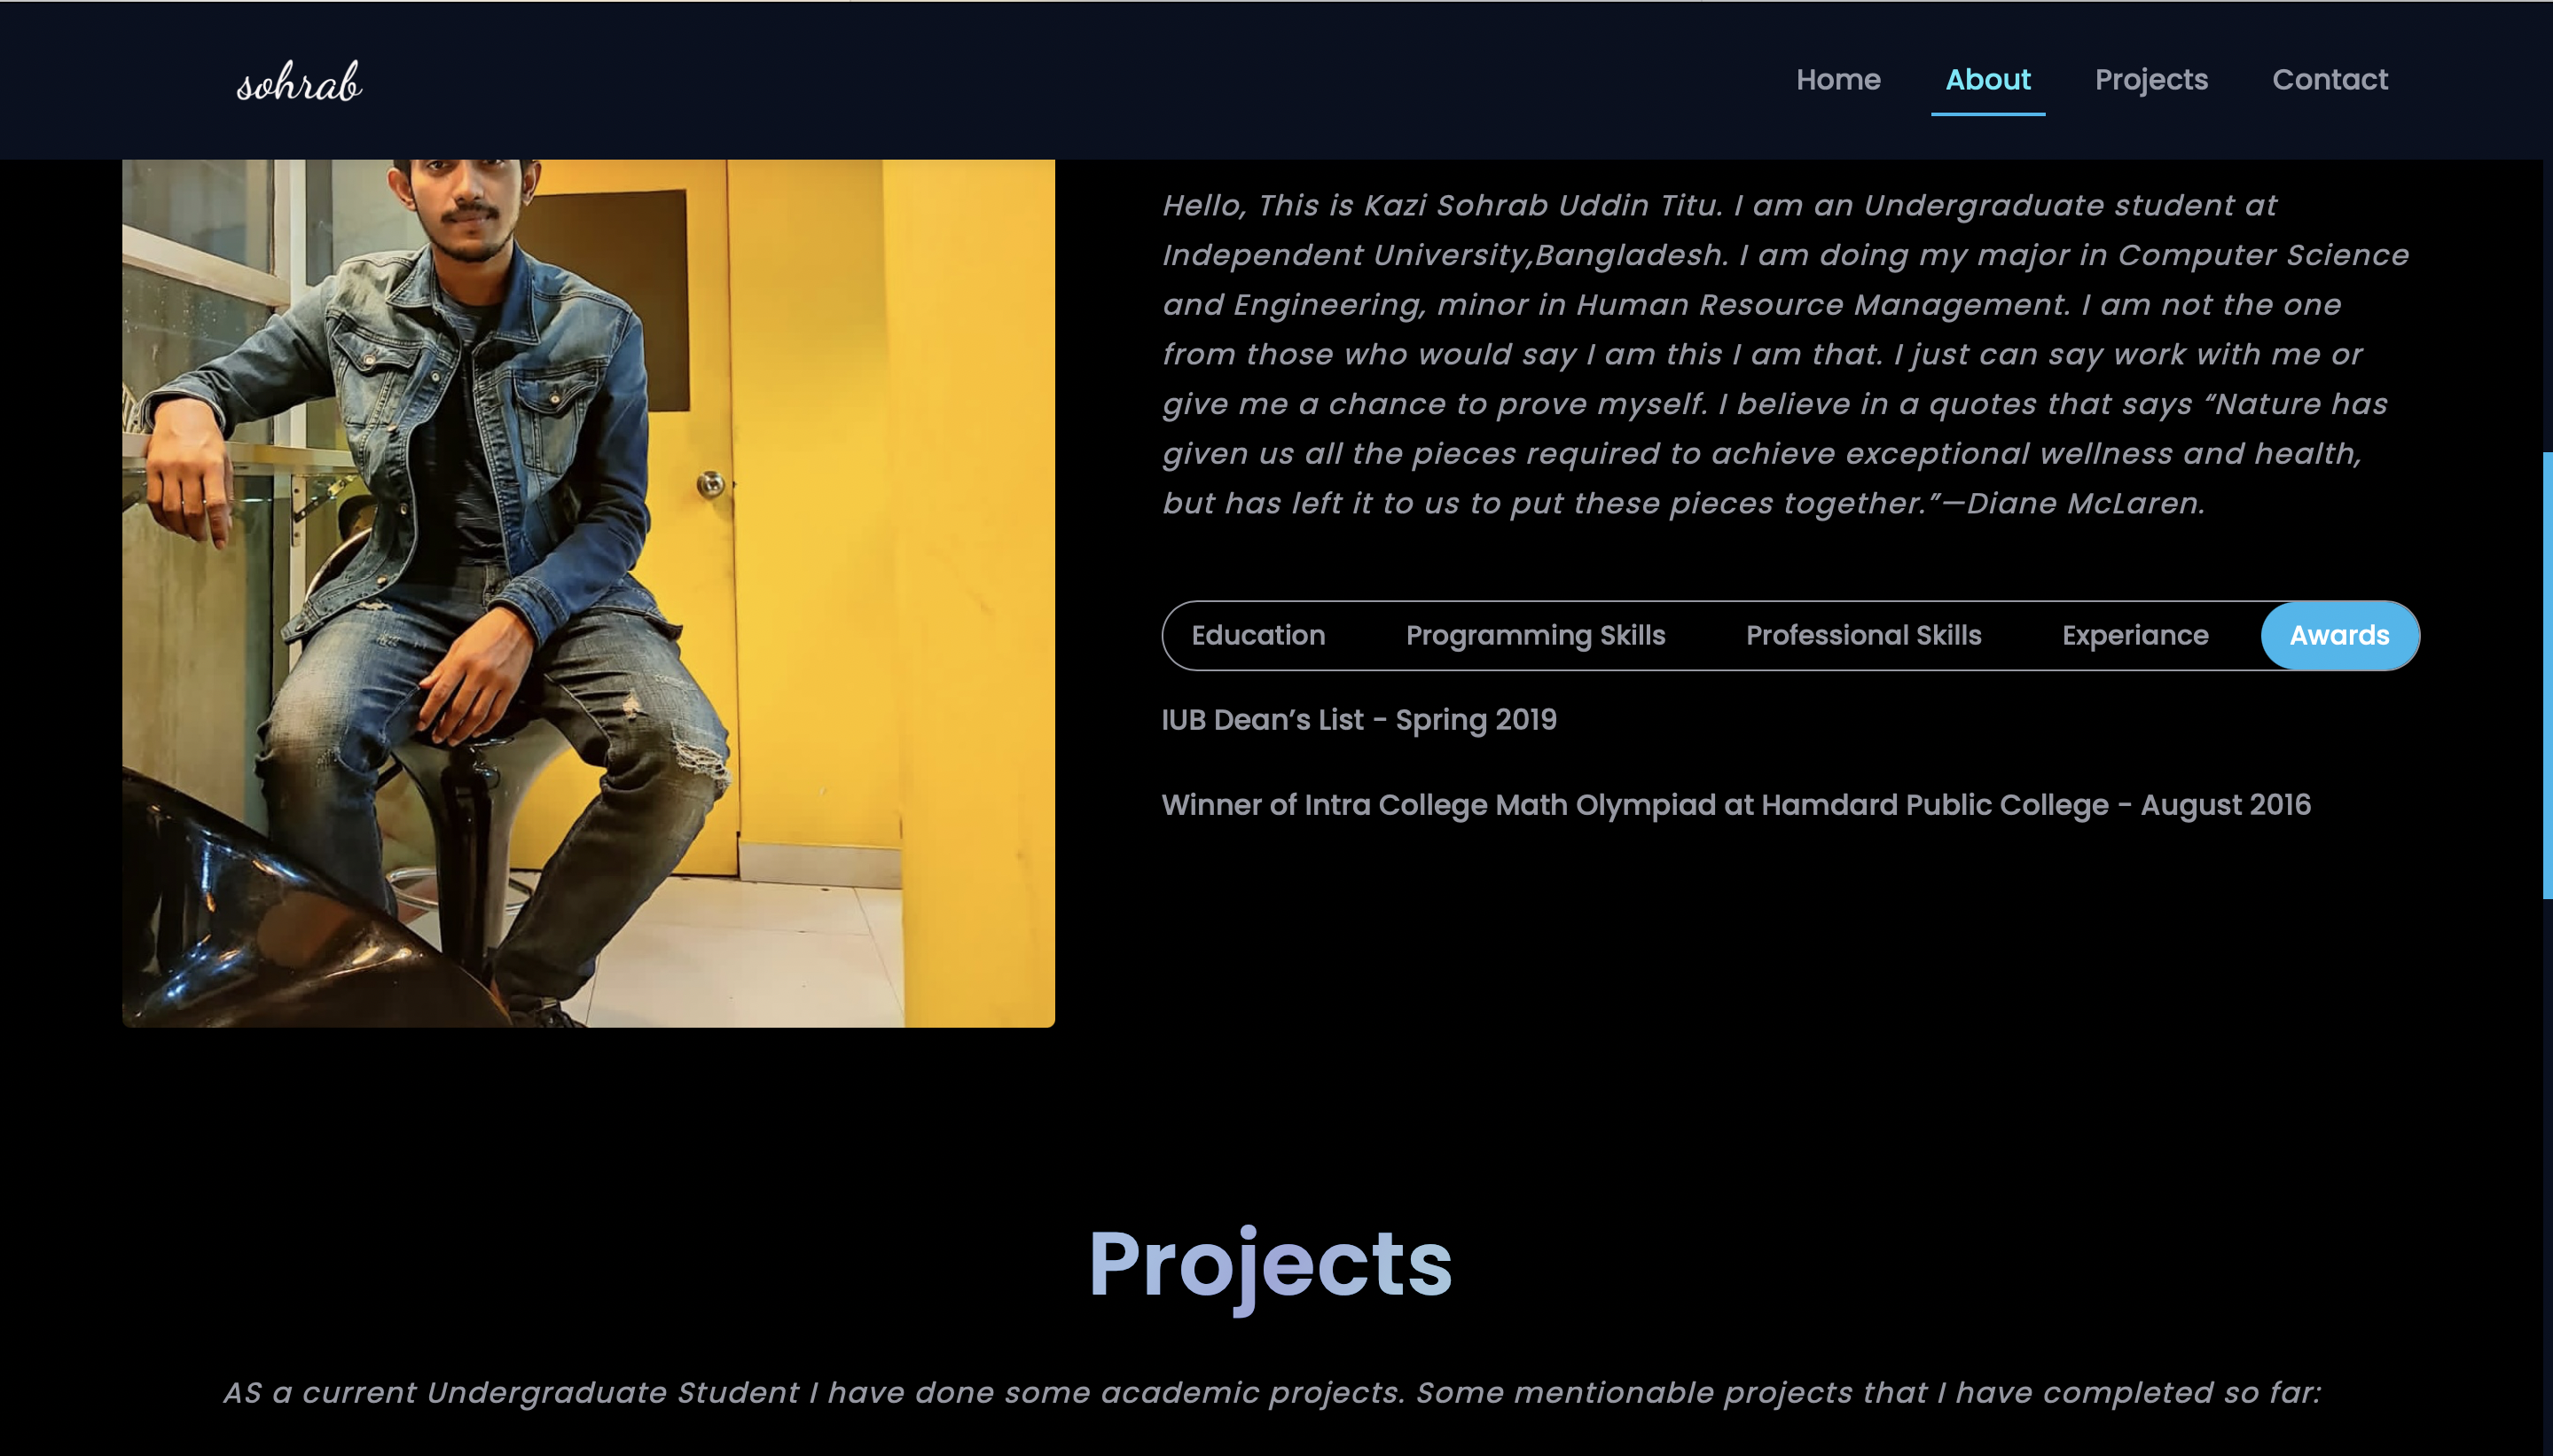 sohrab
Home About Projects Contact
Hello, This is Kazi Sohrab Uddin Titu. I am an Undergraduate student at
Independent University,Bangladesh. I am doing my major in Computer Science
and Engineering, minor in Human Resource Management. I am not the one
from those who would say I am this I am that. I just can say work with me or
give me a chance to prove myself. I believe in a quotes that says “Nature has
given us all the pieces required to achieve exceptional wellness and health,
but has left it to us to put these pieces together.”—Diane McLaren.
Education Programming Skills Professional Skills Experiance Awards
IUB Dean’s List - Spring 2019
Winner of Intra College Math Olympiad at Hamdard Public College - August 2016
Projects
AS a current Undergraduate Student I have done some academic projects. Some mentionable projects that I have completed so far: